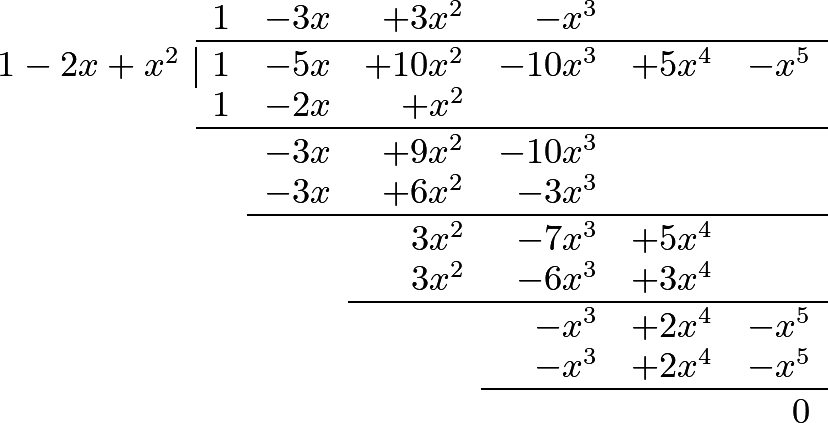 1 −3x +3x² −x³
1 − 2x + x² | 1 −5x +10x² −10x³ +5x⁴ −x⁵
1 −2x +x²
−3x +9x² −10x³
−3x +6x² −3x³
3x² −7x³ +5x⁴
3x² −6x³ +3x⁴
−x³ +2x⁴ −x⁵
−x³ +2x⁴ −x⁵
0